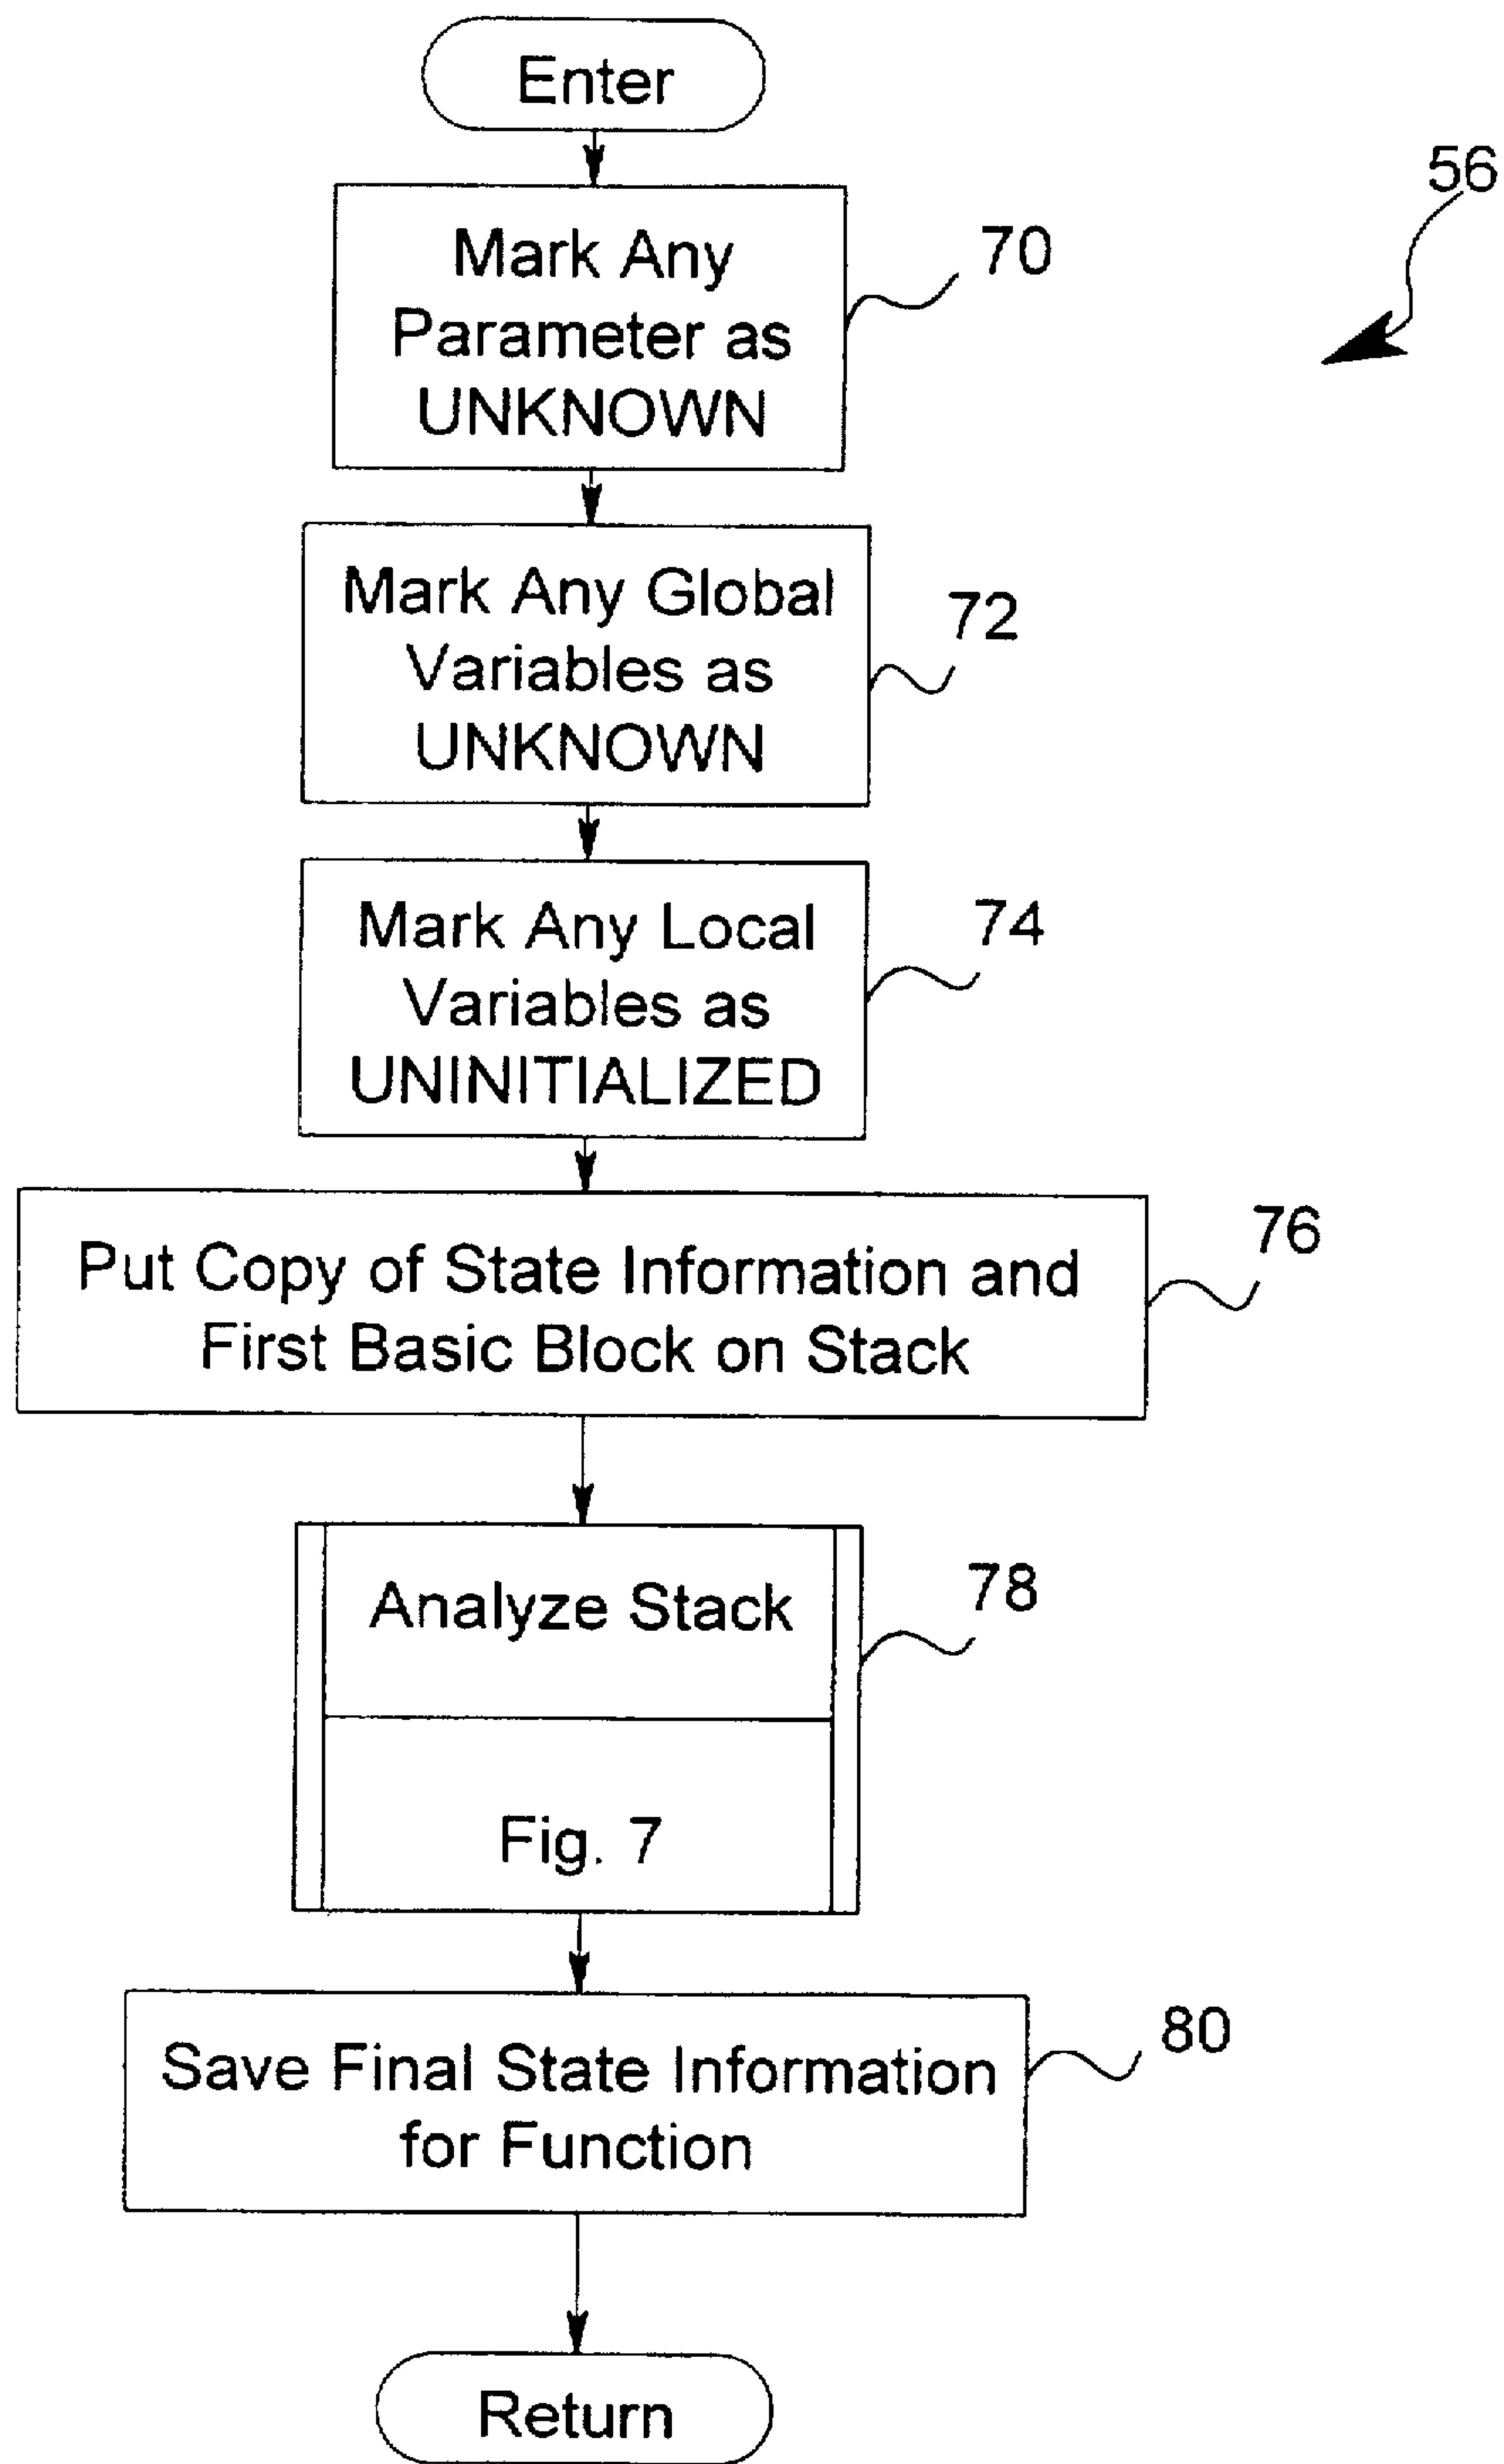 Enter
56
Mark Any
Parameter as
UNKNOWN
70
Mark Any Global
Variables as
UNKNOWN
72
Mark Any Local
Variables as
UNINITIALIZED
74
Put Copy of State Information and
First Basic Block on Stack
76
Analyze Stack
78
Fig. 7
Save Final State Information
for Function
80
Return